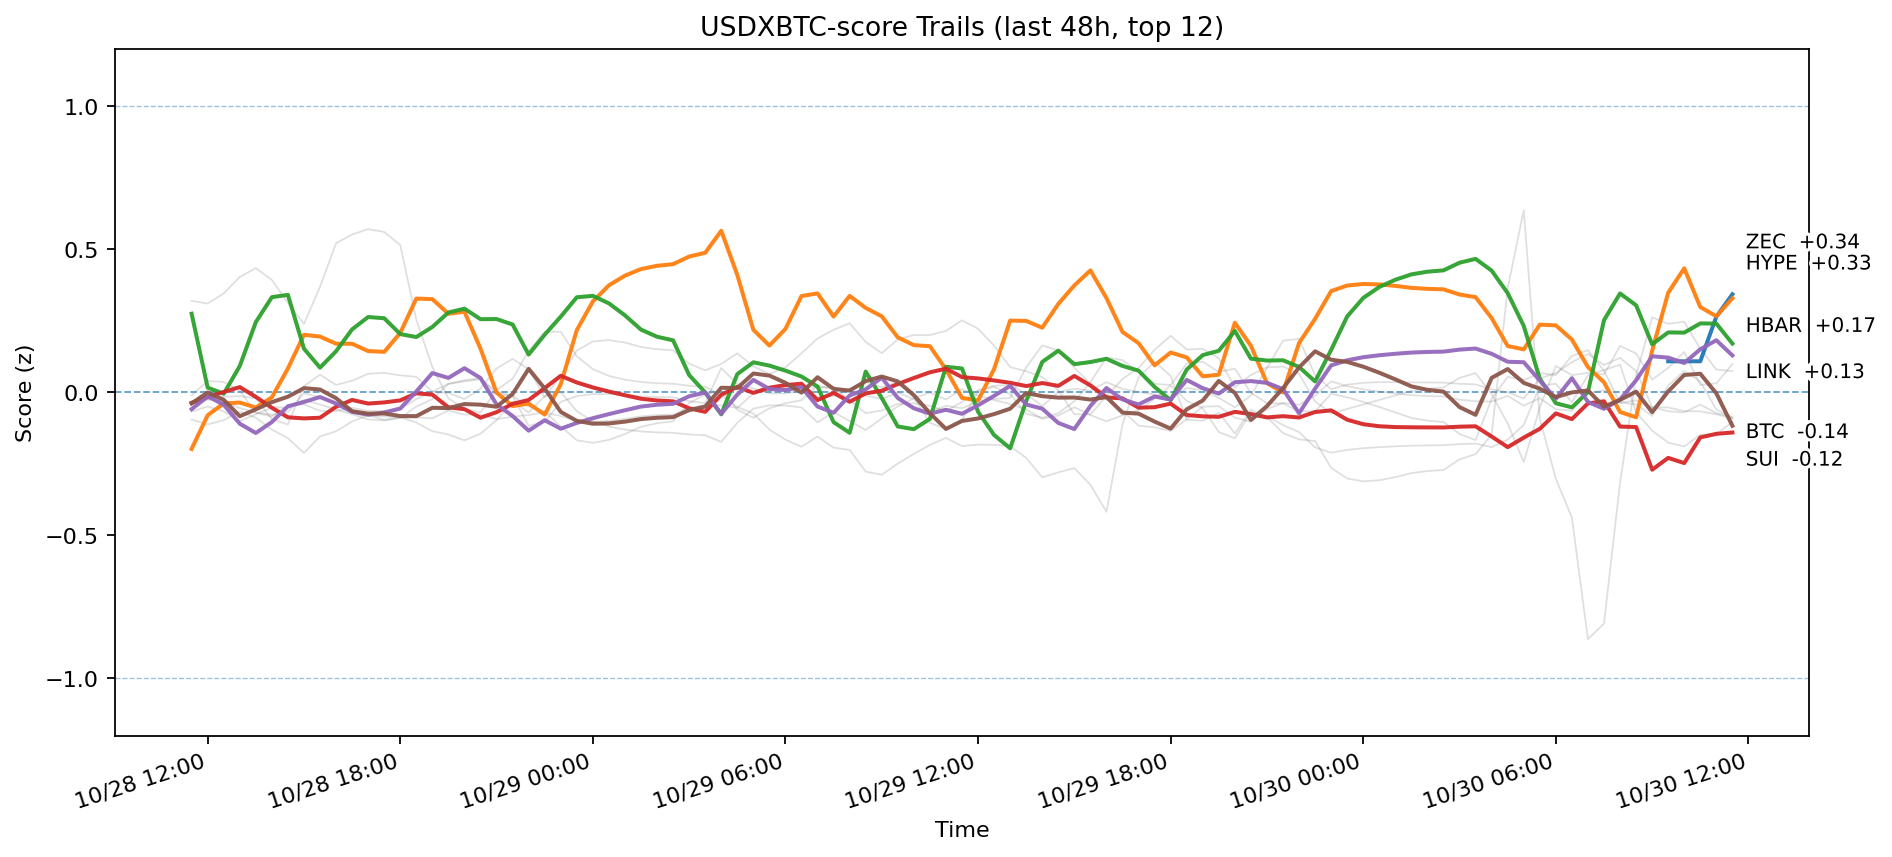 USDXBTC-score Trails (last 48h, top 12)
Score (z)
1.0
0.5
0.0
−0.5
−1.0
ZEC +0.34
HYPE +0.33
HBAR +0.17
LINK +0.13
BTC -0.14
SUI -0.12
10/28 12:00
10/28 18:00
10/29 00:00
10/29 06:00
10/29 12:00
10/29 18:00
10/30 00:00
10/30 06:00
10/30 12:00
Time